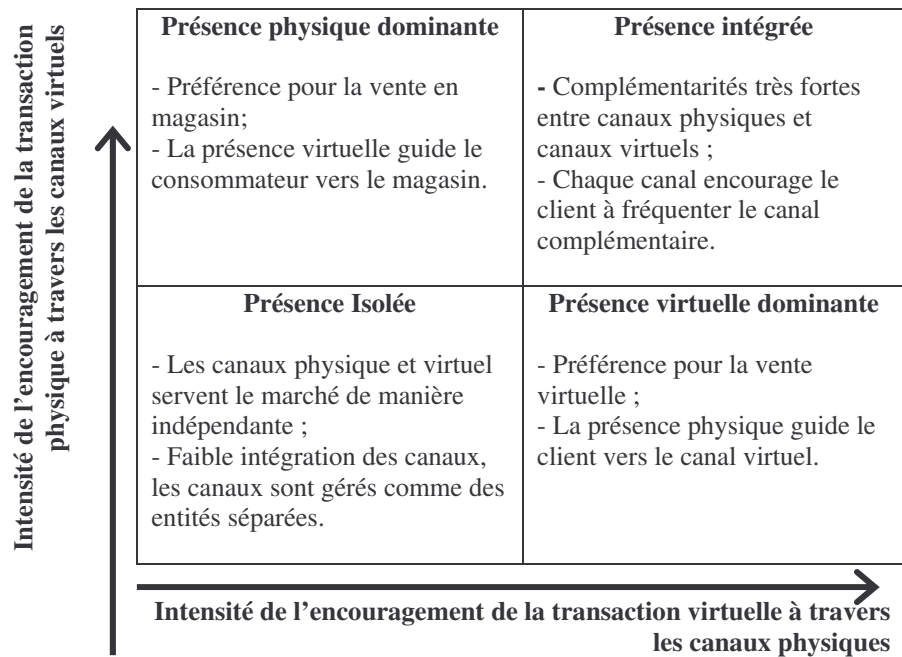 Intensité de l'encouragement de la transaction
physique à travers les canaux virtuels
Présence physique dominante
- Préférence pour la vente en
magasin;
- La présence virtuelle guide le
consommateur vers le magasin.
Présence intégrée
- Complémentarités très fortes
entre canaux physiques et
canaux virtuels ;
- Chaque canal encourage le
client à fréquenter le canal
complémentaire.
Présence Isolée
- Les canaux physique et virtuel
servent le marché de manière
indépendante ;
- Faible intégration des canaux,
les canaux sont gérés comme des
entités séparées.
Présence virtuelle dominante
- Préférence pour la vente
virtuelle ;
- La présence physique guide le
client vers le canal virtuel.
Intensité de l'encouragement de la transaction virtuelle à travers
les canaux physiques